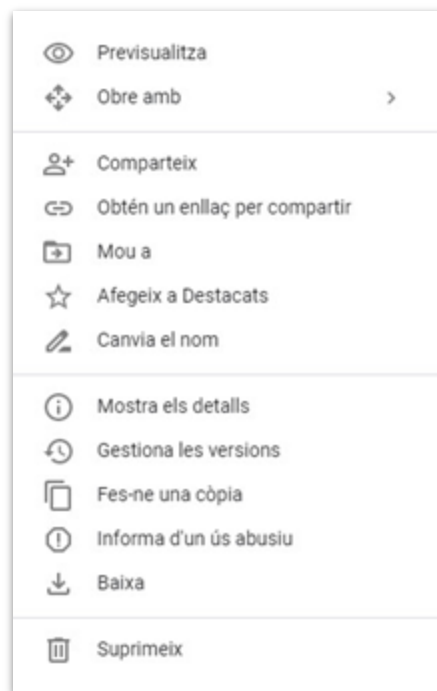 Previsualitza
Obre amb
Comparteix
Obtén un enllaç per compartir
Mou a
Afegeix a Destacats
Canvia el nom
Mostra els detalls
Gestiona les versions
Fes-ne una còpia
Informa d'un ús abusiu
Baixa
Suprimeix